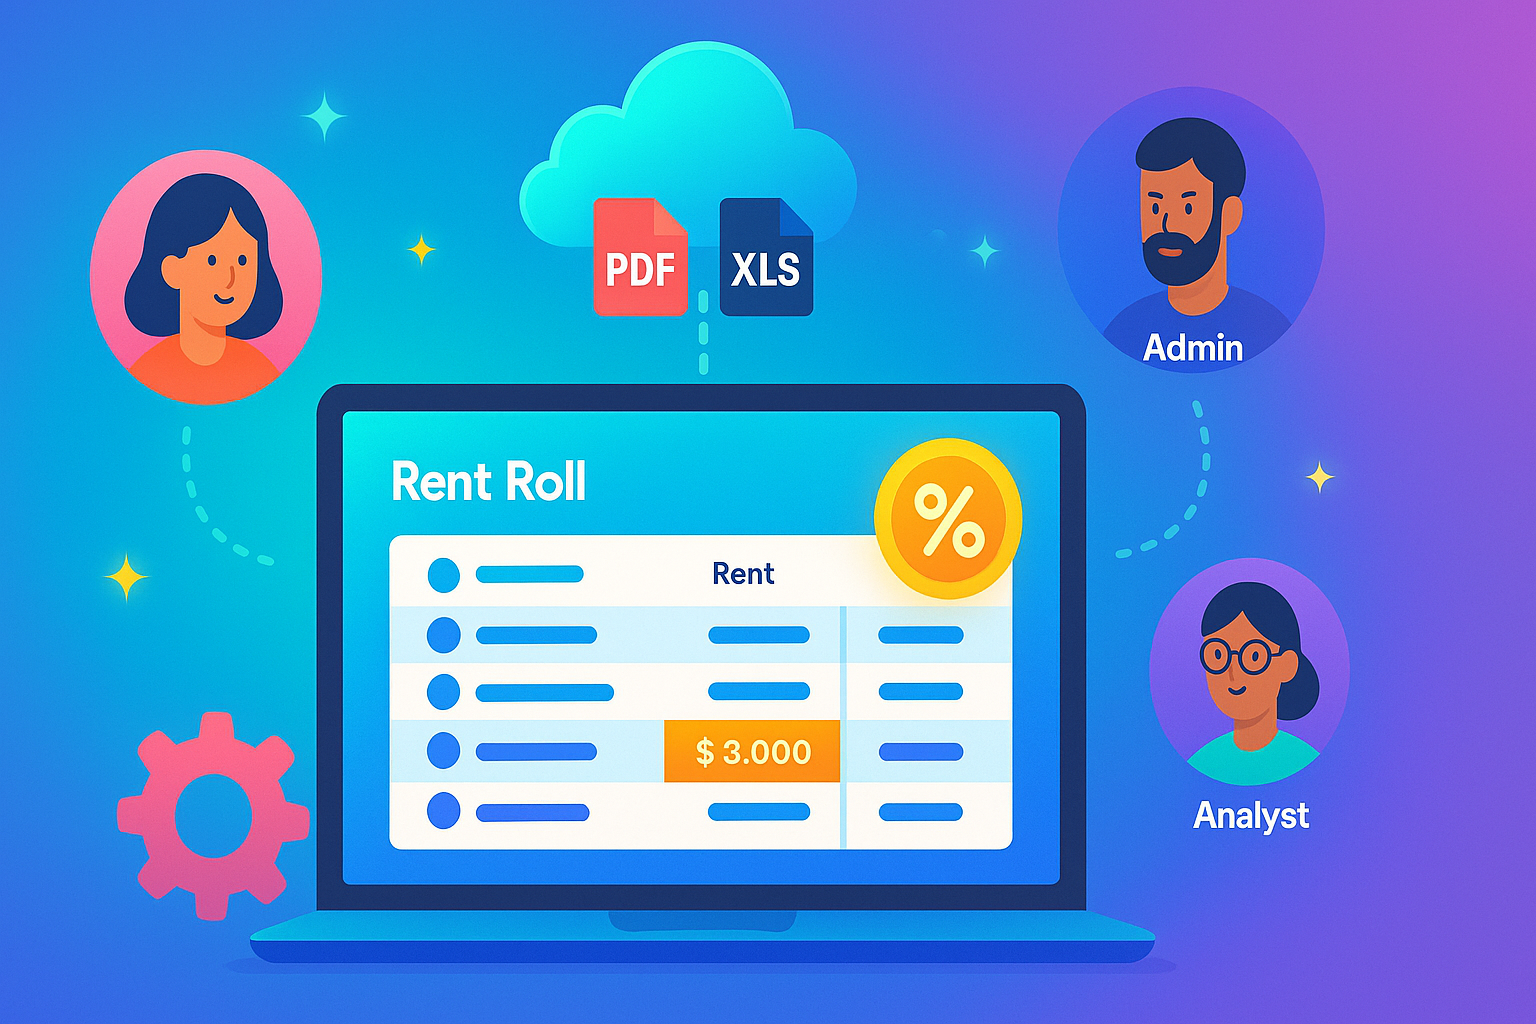 PDF
XLS
Admin
Rent Roll
%
Rent
$ 3.000
Analyst